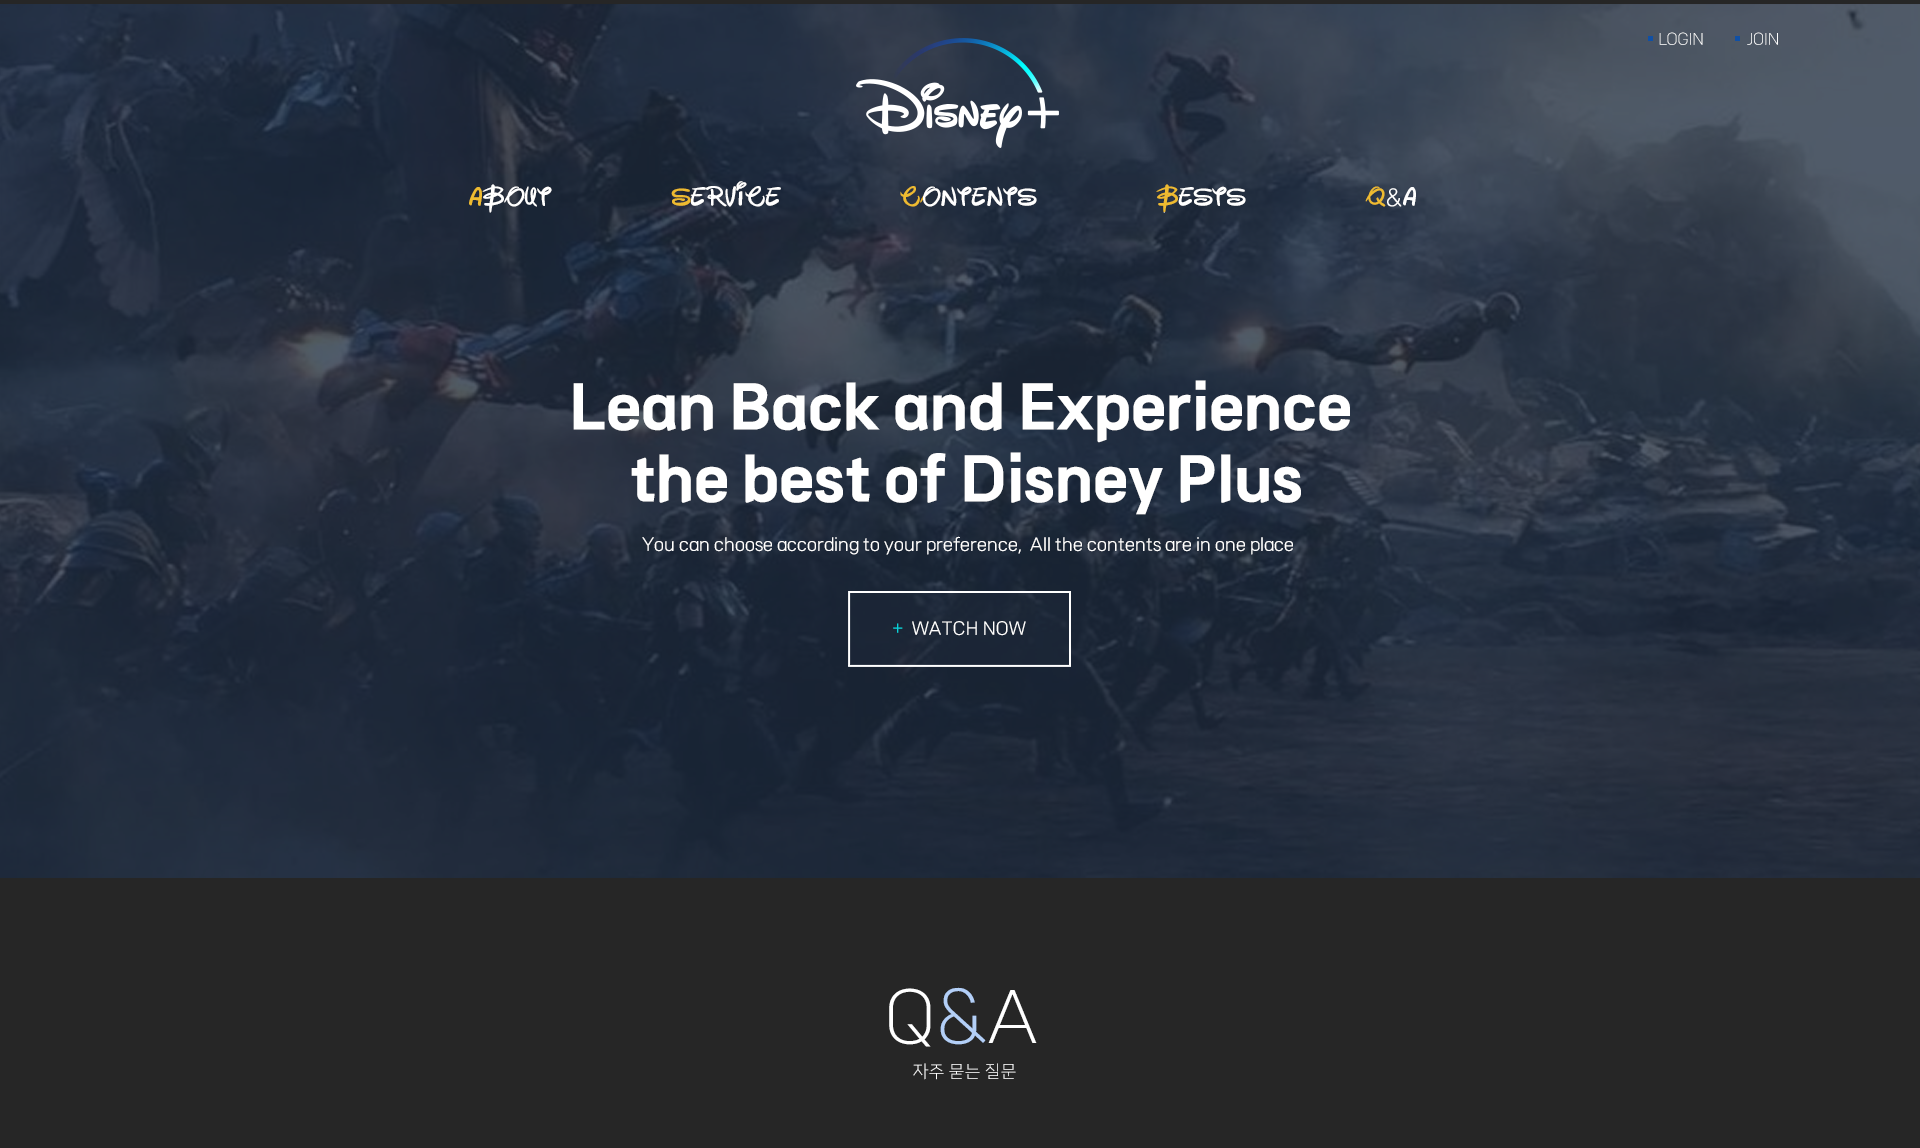 LOGIN JOIN
Disney+
ABOUT SERVICE CONTENTS BESTS Q&A
Lean Back and Experience
the best of Disney Plus
You can choose according to your preference, All the contents are in one place
+ WATCH NOW
Q&A
자주 묻는 질문